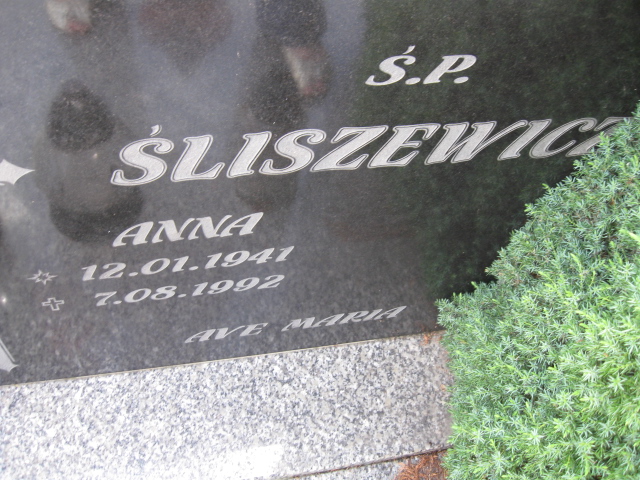 Ś.P.
ŚLISZEWICZ
ANNA
12.01.1941
7.08.1992
AVE MARIA